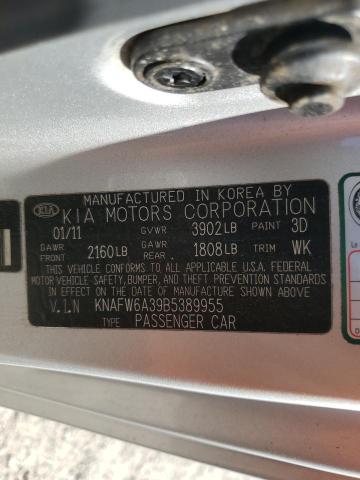 MANUFACTURED IN KOREA BY
KIA KIA MOTORS CORPORATION
01/11 GVWR 3902 LB PAINT 3D
GAWR FRONT 2160 LB GAWR REAR 1808 LB TRIM WK
THIS VEHICLE CONFORMS TO ALL APPLICABLE U.S.A. FEDERAL
MOTOR VEHICLE SAFETY, BUMPER, AND THEFT PREVENTION STANDARDS
IN EFFECT ON THE DATE OF MANUFACTURE SHOWN ABOVE.
V.I.N KNAFW6A39B5389955
TYPE PASSENGER CAR